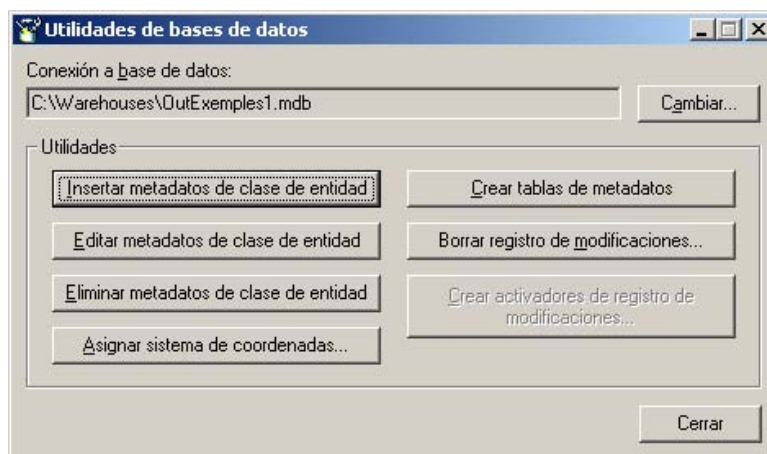 Utilidades de bases de datos
Conexión a base de datos:
C:\Warehouses\OutExemples1.mdb
Cambiar...
Utilidades
Insertar metadatos de clase de entidad
Crear tablas de metadatos
Editar metadatos de clase de entidad
Borrar registro de modificaciones...
Eliminar metadatos de clase de entidad
Crear activadores de registro de
modificaciones...
Asignar sistema de coordenadas...
Cerrar